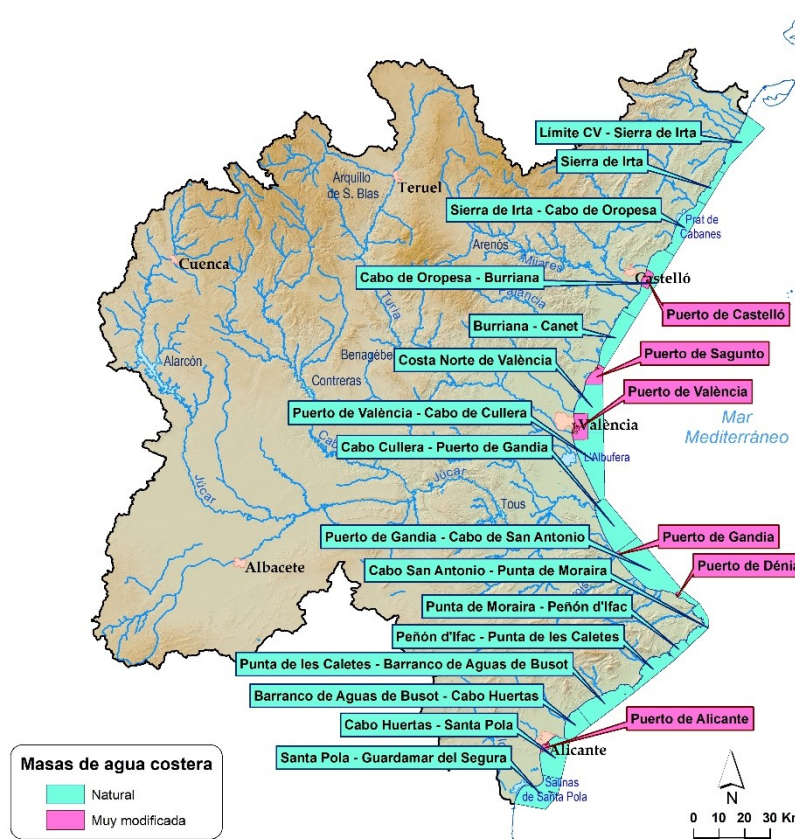 Límite CV - Sierra de Irta
Sierra de Irta
Arquillo
de S. Blas
Teruel
Sierra de Irta - Cabo de Oropesa
Prat de
Cabanes
Arenós
Mijares
Cuenca
Cabo de Oropesa - Burriana
Castelló
Palancia
Turia
Puerto de Castelló
Burriana - Canet
Alarcón
Benagéber
Costa Norte de València
Puerto de Sagunto
Contreras
Puerto de València
Puerto de València - Cabo de Cullera
València
Mar
Mediterráneo
Cabo Cullera - Puerto de Gandia
L'Albufera
Júcar
Júcar
Tous
Puerto de Gandia - Cabo de San Antonio
Puerto de Gandia
Albacete
Cabo San Antonio - Punta de Moraira
Puerto de Dénia
Punta de Moraira - Peñón d'Ifac
Peñón d'Ifac - Punta de les Caletes
Punta de les Caletes - Barranco de Aguas de Busot
Barranco de Aguas de Busot - Cabo Huertas
Cabo Huertas - Santa Pola
Puerto de Alicante
Alicante
Santa Pola - Guardamar del Segura
Salinas
de Santa Pola
Masas de agua costera
Natural
Muy modificada
N
0 10 20 30 Km